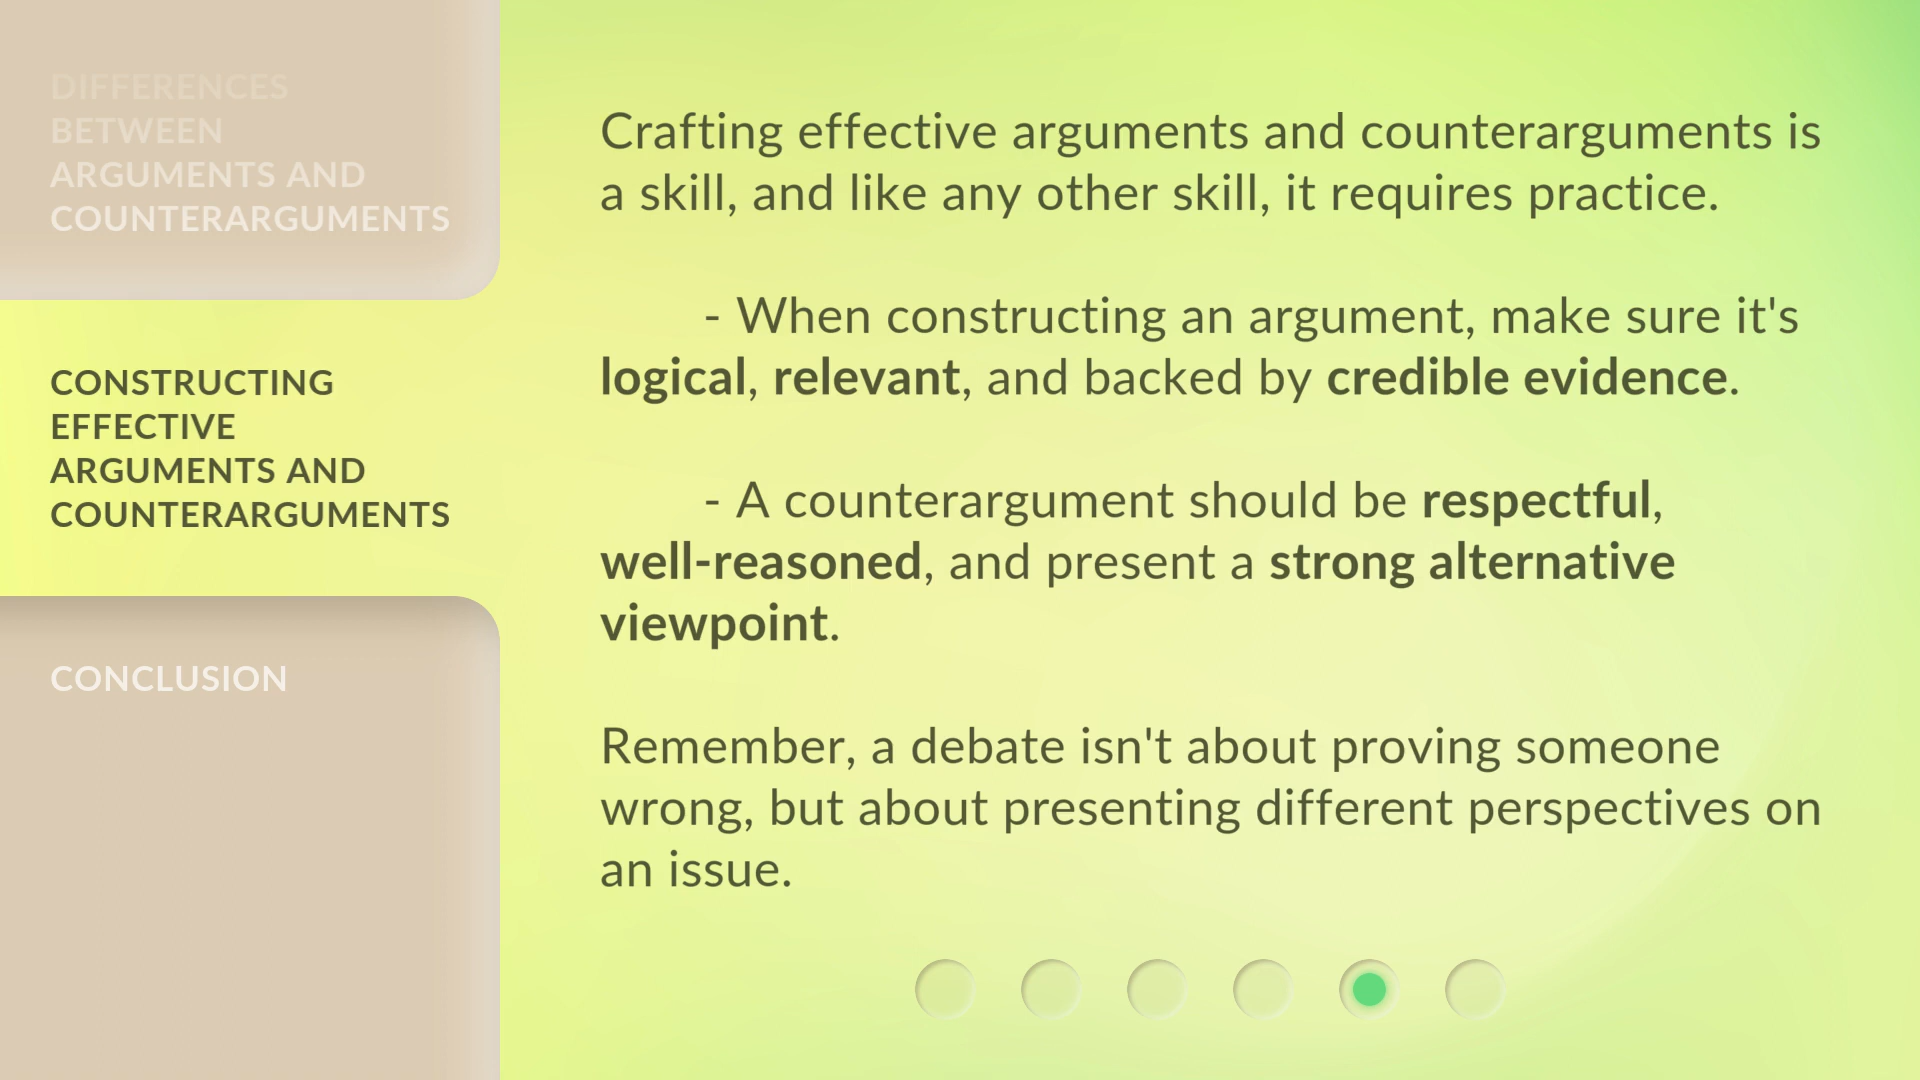 DIFFERENCES
BETWEEN
ARGUMENTS AND
COUNTERARGUMENTS
CONSTRUCTING
EFFECTIVE
ARGUMENTS AND
COUNTERARGUMENTS
CONCLUSION
Crafting effective arguments and counterarguments is
a skill, and like any other skill, it requires practice.
- When constructing an argument, make sure it's
logical, relevant, and backed by credible evidence.
- A counterargument should be respectful,
well-reasoned, and present a strong alternative
viewpoint.
Remember, a debate isn't about proving someone
wrong, but about presenting different perspectives on
an issue.